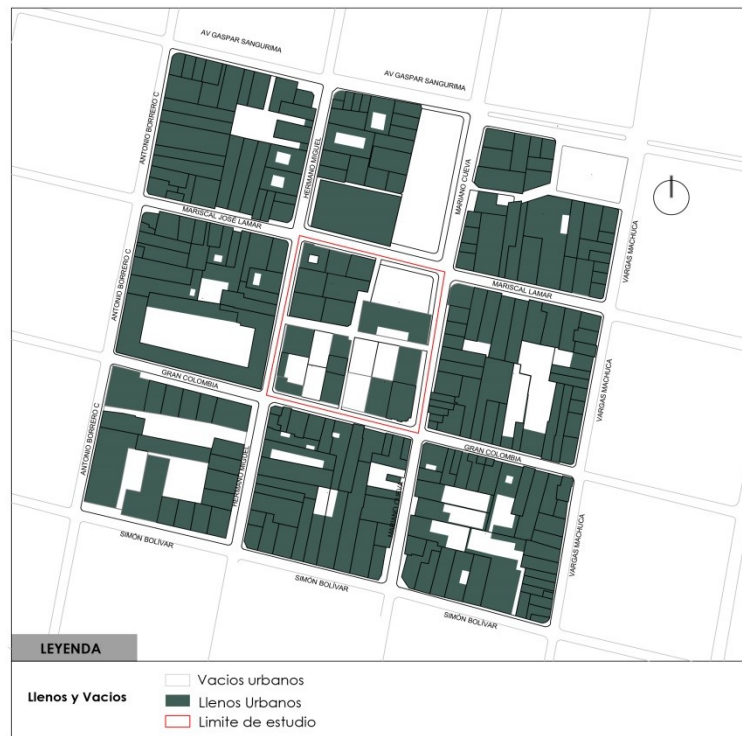 AV GASPAR SANGURIMA
AV GASPAR SANGURIMA
ANTONIO BORRERO C
HERMANO MIGUEL
MARIANO CUEVA
VARGAS MACHUCA
MARISCAL JOSÉ LAMAR
MARISCAL LAMAR
ANTONIO BORRERO C
VARGAS MACHUCA
GRAN COLOMBIA
GRAN COLOMBIA
ANTONIO BORRERO C
HERMANO MIGUEL
VARGAS MACHUCA
SIMÓN BOLÍVAR
SIMÓN BOLÍVAR
SIMÓN BOLÍVAR
LEYENDA
Llenos y Vacios
Vacios urbanos
Llenos Urbanos
Limite de estudio